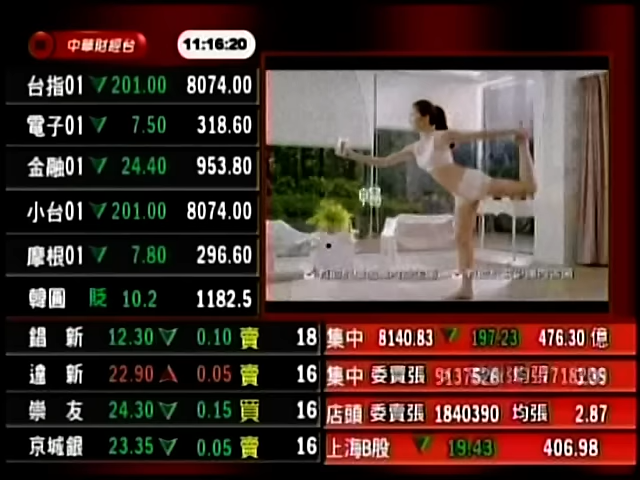 中華財經台 11:16:20
台指01 ▽ 201.00 8074.00
電子01 ▽ 7.50 318.60
金融01 ▽ 24.40 953.80
小台01 ▽ 201.00 8074.00
摩根01 ▽ 7.80 296.60
韓圓 貶 10.2 1182.5
錩新 12.30 ▽ 0.10 賣 18
達新 22.90 △ 0.05 賣 16
崇友 24.30 ▽ 0.15 買 16
京城銀 23.35 ▽ 0.05 賣 16
集中 8140.83 ▽ 197.23 476.30 億
集中 委賣張 均張
店頭 委賣張 1840390 均張 2.87
上海B股 ▽ 19.43 406.98